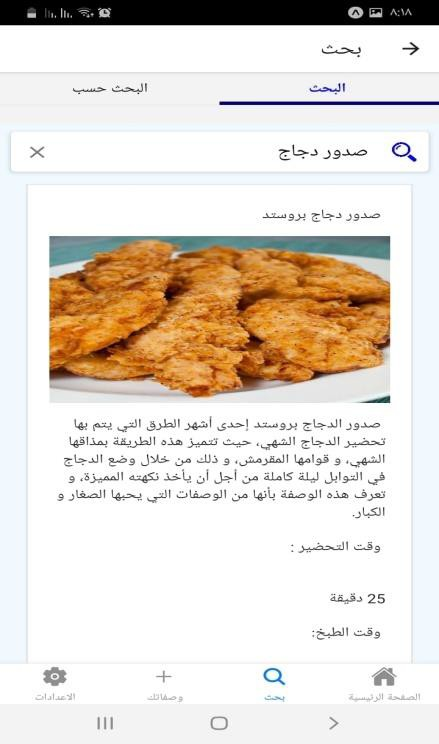 ٨:١٨
بحث
البحث
البحث حسب
صدور دجاج
صدور دجاج بروستد
صدور الدجاج بروستد إحدى أشهر الطرق التي يتم بها
تحضير الدجاج الشهي، حيث تتميز هذه الطريقة بمذاقها
الشهي، و قوامها المقرمش، و ذلك من خلال وضع الدجاج
في التوابل ليلة كاملة من أجل أن يأخذ نكهته المميزة، و
تعرف هذه الوصفة بأنها من الوصفات التي يحبها الصغار و
الكبار.
وقت التحضير :
25 دقيقة
وقت الطبخ:
الصفحة الرئيسية
بحث
وصفاتك
الاعدادات